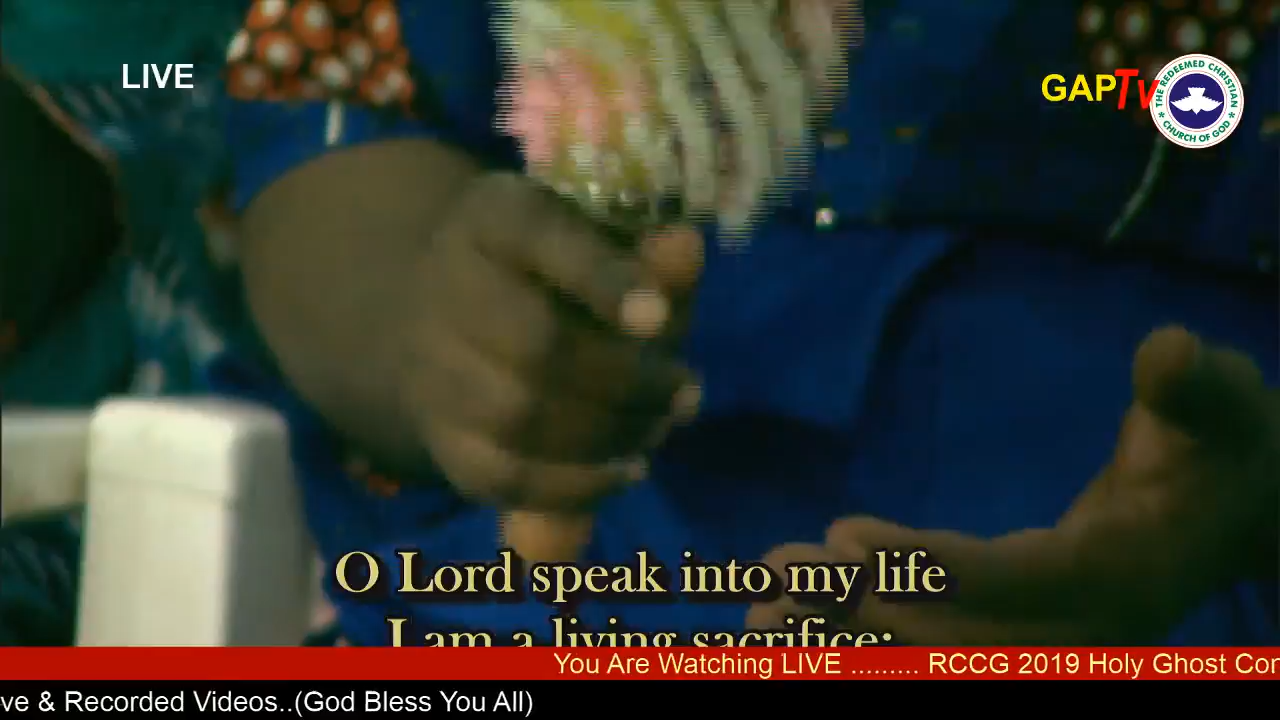 LIVE
GAPTv
THE REDEEMED CHRISTIAN
CHURCH OF GOD
O Lord speak into my life
I am a living sacrifice;
You Are Watching LIVE ......... RCCG 2019 Holy Ghost Con
ve & Recorded Videos..(God Bless You All)